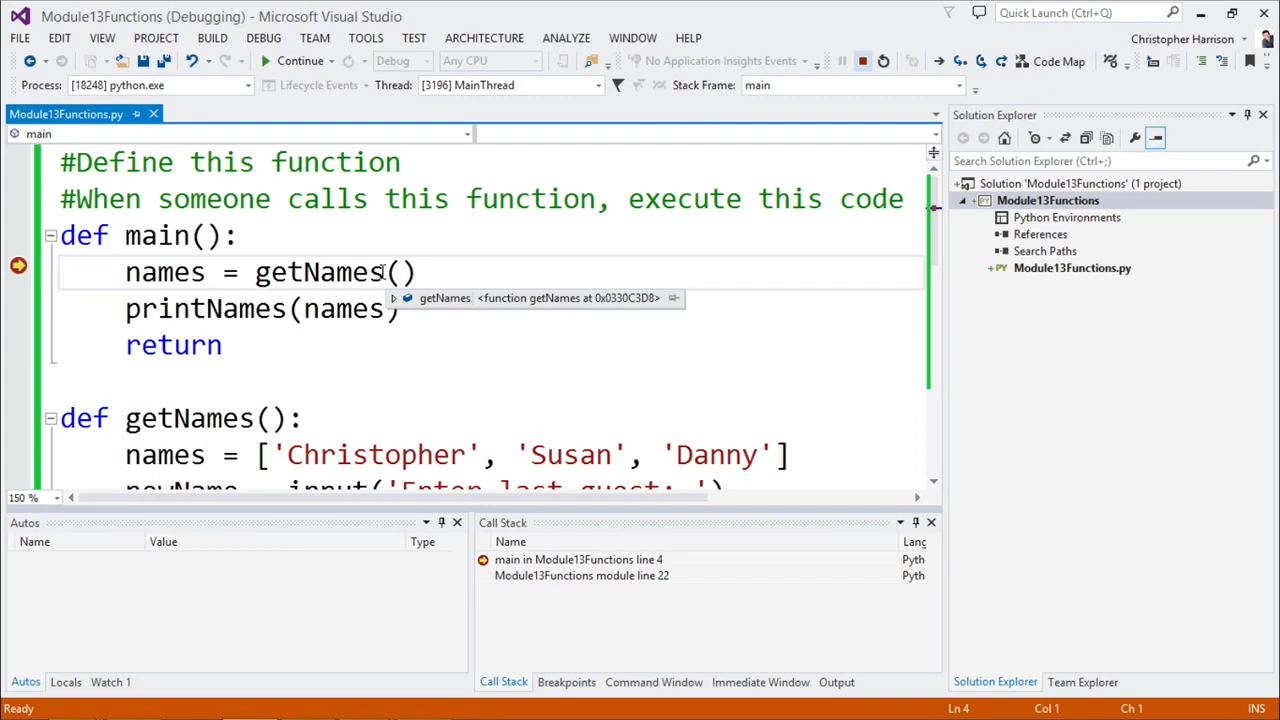 Module13Functions (Debugging) - Microsoft Visual Studio
Quick Launch (Ctrl+Q)
FILE EDIT VIEW PROJECT BUILD DEBUG TEAM TOOLS TEST ARCHITECTURE ANALYZE WINDOW HELP
Christopher Harrison
Continue Debug Any CPU No Application Insights Events Code Map
Process: [18248] python.exe Lifecycle Events Thread: [3196] MainThread Stack Frame: main
Module13Functions.py
main
#Define this function
#When someone calls this function, execute this code
def main():
names = getNames()
getNames <function getNames at 0x0330C3D8>
printNames(names)
return
def getNames():
names = ['Christopher', 'Susan', 'Danny']
newName = input('Enter last guest: ')
150 %
Solution Explorer
Search Solution Explorer (Ctrl+;)
Solution 'Module13Functions' (1 project)
Module13Functions
Python Environments
References
Search Paths
Module13Functions.py
Autos
Name Value Type
Call Stack
Name Lang
main in Module13Functions line 4 Pyth
Module13Functions module line 22 Pyth
Autos Locals Watch 1
Call Stack Breakpoints Command Window Immediate Window Output
Solution Explorer Team Explorer
Ready Ln 4 Col 1 Ch 1 INS